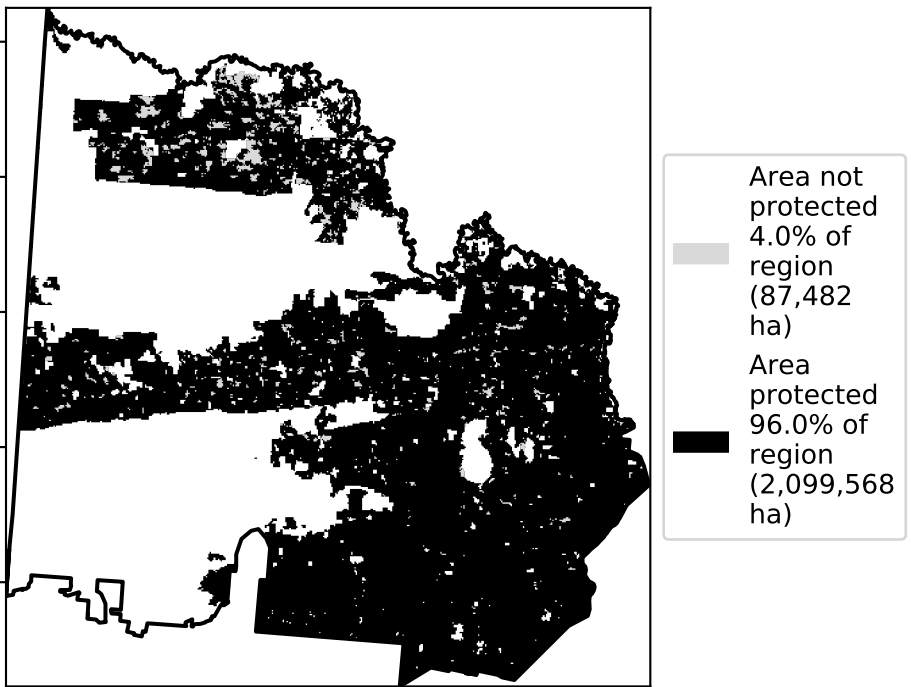 Area not
protected
4.0% of
region
(87,482
ha)
Area
protected
96.0% of
region
(2,099,568
ha)